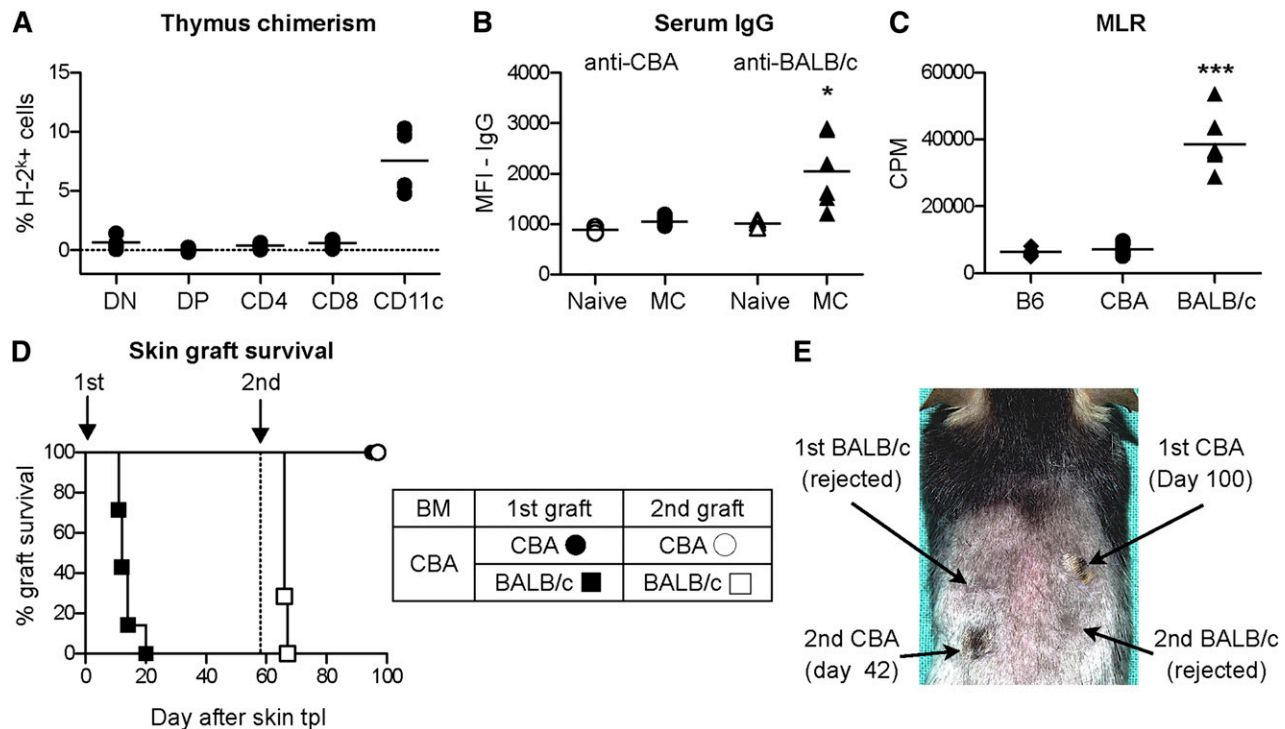 A Thymus chimerism
% H-2ᵏ+ cells
15
10
5
0
DN DP CD4 CD8 CD11c
B Serum IgG
anti-CBA anti-BALB/c
MFI - IgG
4000
3000
2000
1000
0
*
Naive MC Naive MC
C MLR
CPM
60000
40000
20000
0
***
B6 CBA BALB/c
D Skin graft survival
1st 2nd
% graft survival
100
80
60
40
20
0
0 20 40 60 80 100
Day after skin tpl
BM 1st graft 2nd graft
CBA CBA CBA
BALB/c BALB/c
E
1st BALB/c
(rejected)
1st CBA
(Day 100)
2nd CBA
(day 42)
2nd BALB/c
(rejected)